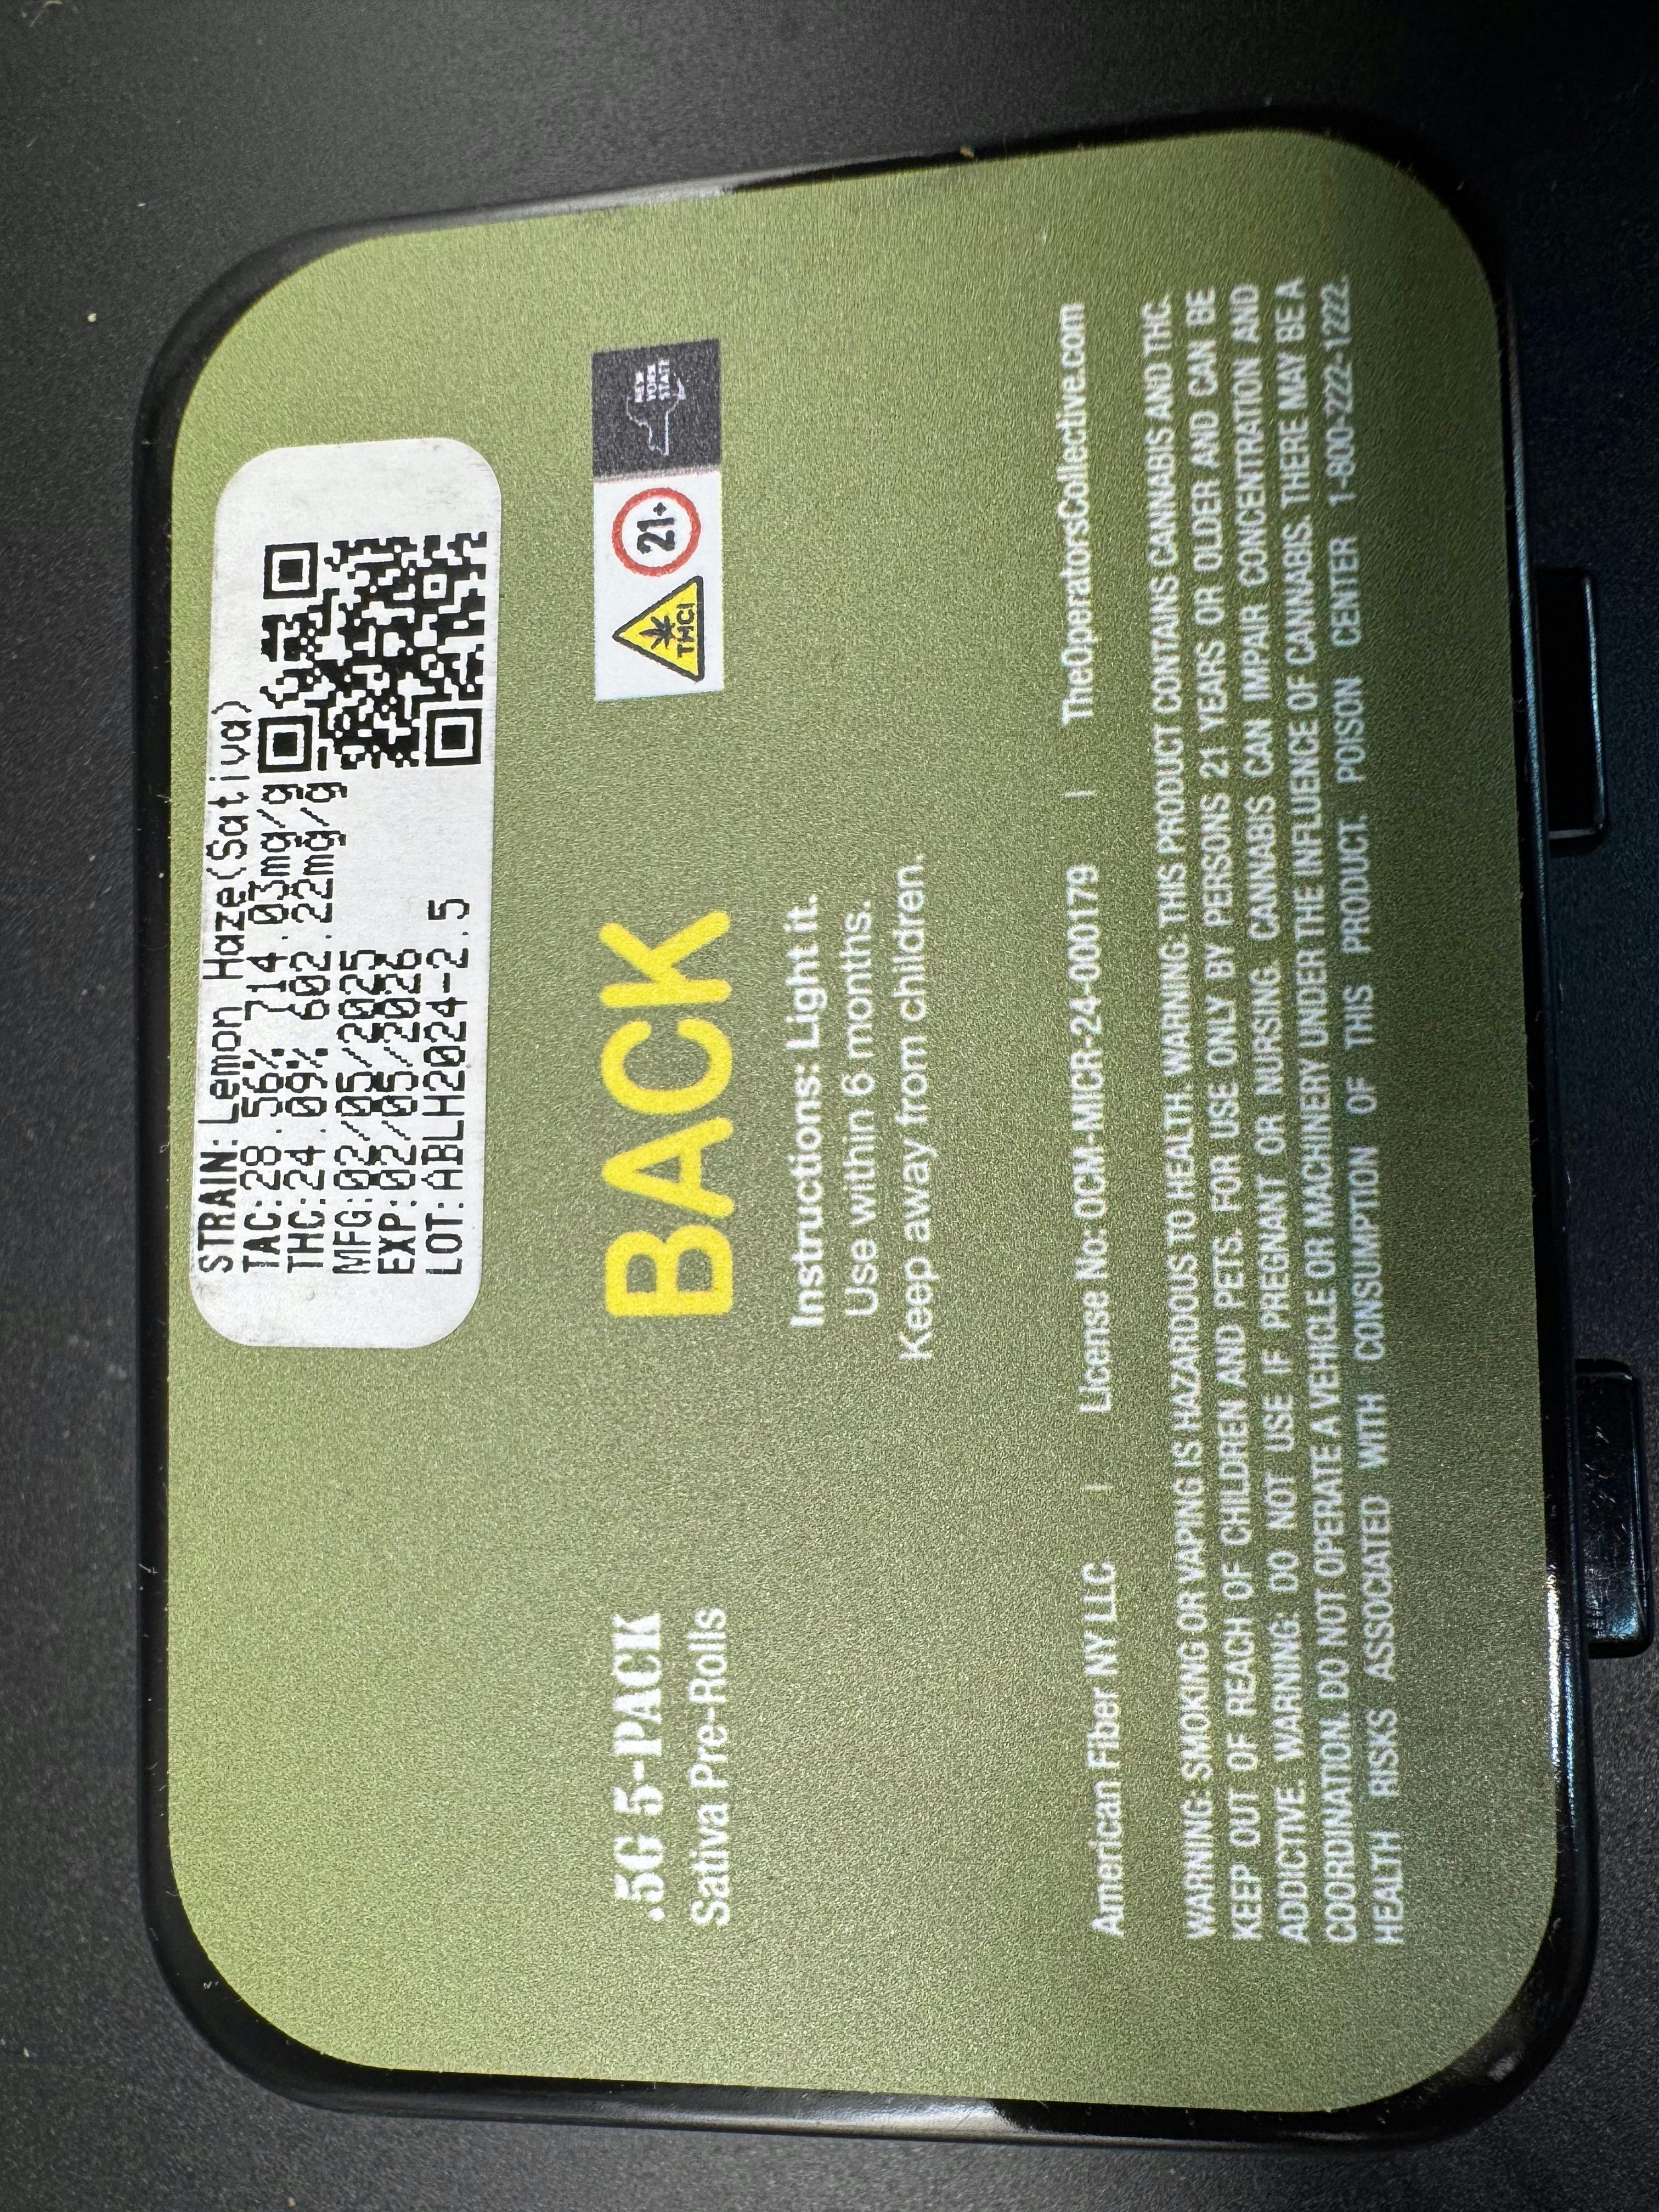 STRAIN:Lemon Haze(Sativa)
TAC:28.56% 714.03mg/g
THC:24.09% 602.22mg/g
MFG:02/05/2025
EXP:02/05/2026
LOT:ABLH2024-2.5
.5G 5-PACK
Sativa Pre-Rolls
BACK
Instructions: Light it.
Use within 6 months.
Keep away from children.
THC!
21+
NEW
YORK
STATE
American Fiber NY LLC | License No: OCM-MICR-24-000179 | TheOperatorsCollective.com
WARNING: SMOKING OR VAPING IS HAZARDOUS TO HEALTH. WARNING: THIS PRODUCT CONTAINS CANNABIS AND THC.
KEEP OUT OF REACH OF CHILDREN AND PETS. FOR USE ONLY BY PERSONS 21 YEARS OR OLDER AND CAN BE
ADDICTIVE. WARNING: DO NOT USE IF PREGNANT OR NURSING. CANNABIS CAN IMPAIR CONCENTRATION AND
COORDINATION. DO NOT OPERATE A VEHICLE OR MACHINERY UNDER THE INFLUENCE OF CANNABIS. THERE MAY BE A
HEALTH RISKS ASSOCIATED WITH CONSUMPTION OF THIS PRODUCT. POISON CENTER 1-800-222-1222.